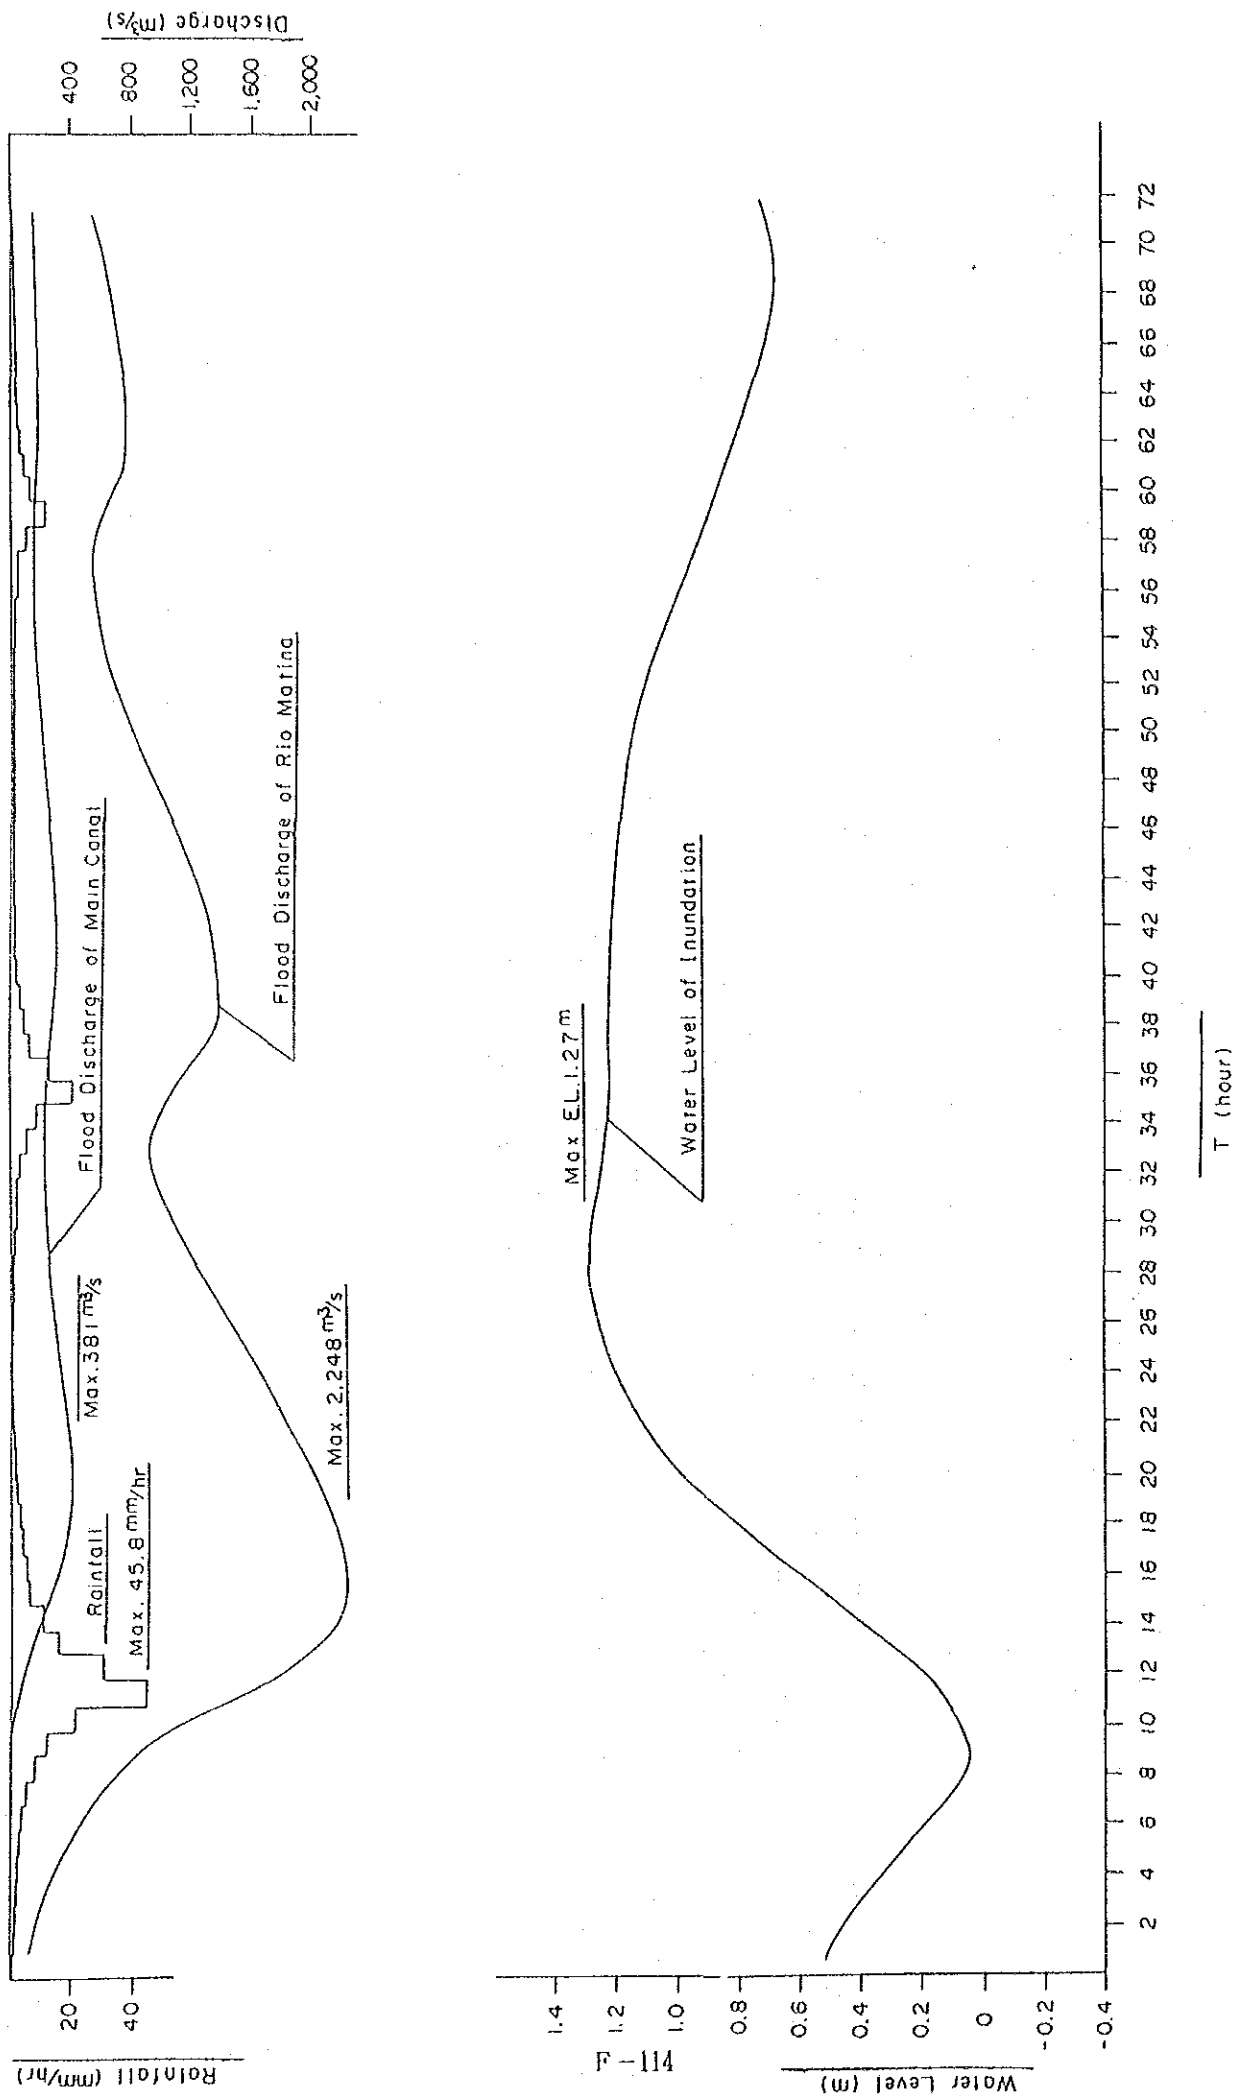 Rainfall (mm/hr)
20
40
Discharge (m³/s)
400
800
1,200
1,600
2,000
Rainfall
Max. 45.8 mm/hr
Max. 381 m³/s
Max. 2,248 m³/s
Flood Discharge of Main Canal
Flood Discharge of Rio Matina
Water Level (m)
1.4
1.2
1.0
0.8
0.6
0.4
0.2
0
-0.2
-0.4
Max EL.1.27 m
Water Level of Inundation
2 4 6 8 10 12 14 16 18 20 22 24 26 28 30 32 34 36 38 40 42 44 46 48 50 52 54 56 58 60 62 64 66 68 70 72
T (hour)
F-114